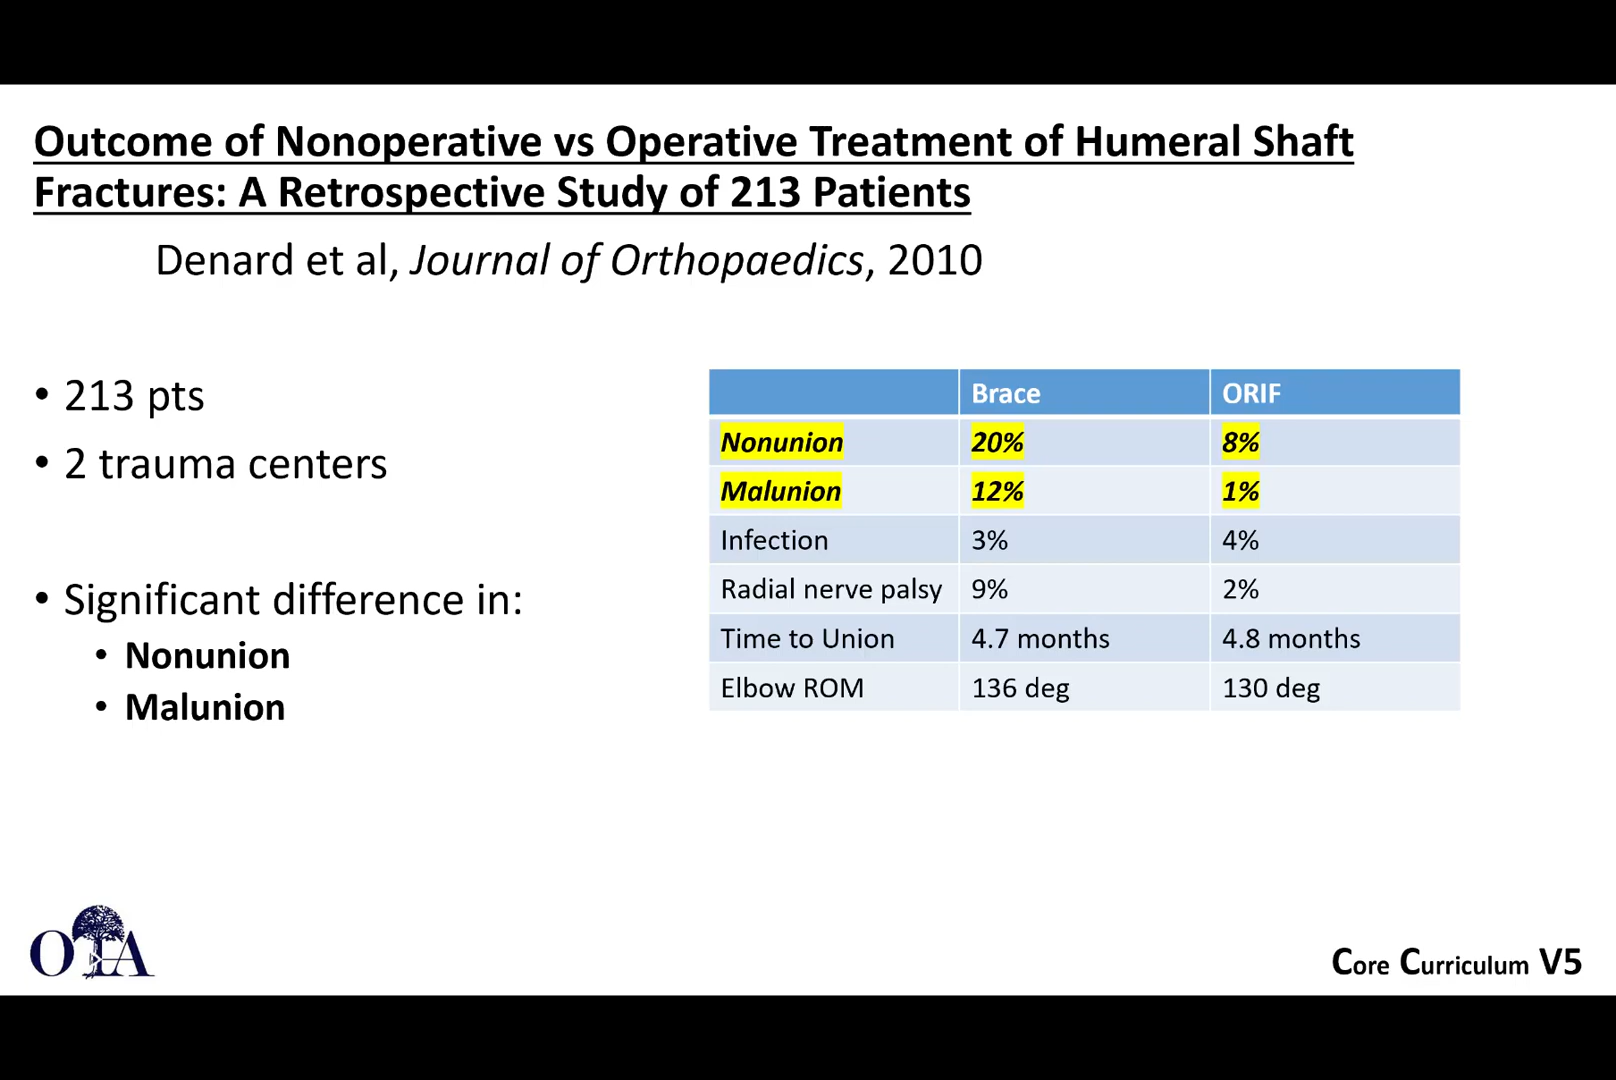 Outcome of Nonoperative vs Operative Treatment of Humeral Shaft
Fractures: A Retrospective Study of 213 Patients
Denard et al, Journal of Orthopaedics, 2010
• 213 pts
• 2 trauma centers
• Significant difference in:
• Nonunion
• Malunion
Brace ORIF
Nonunion 20% 8%
Malunion 12% 1%
Infection 3% 4%
Radial nerve palsy 9% 2%
Time to Union 4.7 months 4.8 months
Elbow ROM 136 deg 130 deg
OTA
Core Curriculum V5